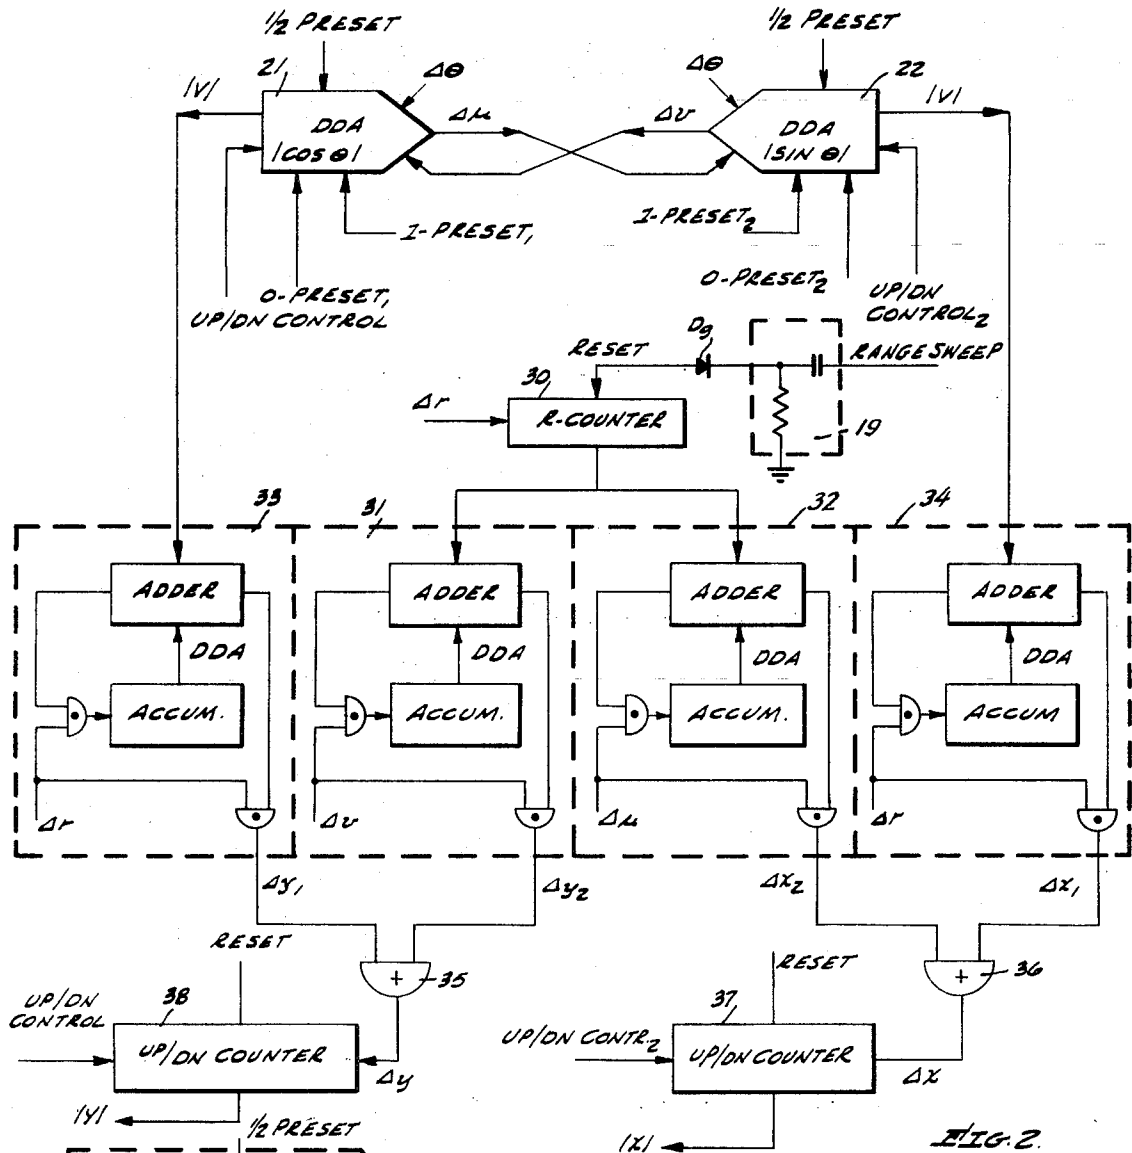 1/2 PRESET
1/2 PRESET
21
22
|V|
Δθ
Δθ
|V|
Δμ
Δv
DDA
|COS θ|
DDA
|SIN θ|
1-PRESET1
1-PRESET2
0-PRESET1
UP/DN CONTROL
0-PRESET2
UP/DN
CONTROL2
D9
RESET
RANGE SWEEP
30
Δr
R-COUNTER
19
33
31
32
34
ADDER
ADDER
ADDER
ADDER
DDA
DDA
DDA
DDA
ACCUM.
ACCUM.
ACCUM.
ACCUM
Δr
Δv
Δμ
Δr
Δy1
Δy2
Δx2
Δx1
RESET
+
35
RESET
+
36
UP/DN
CONTROL
38
UP/DN COUNTER
Δy
UP/DN CONTR.2
37
UP/DN COUNTER
Δx
|Y|
1/2 PRESET
|X|
FIG. 2.